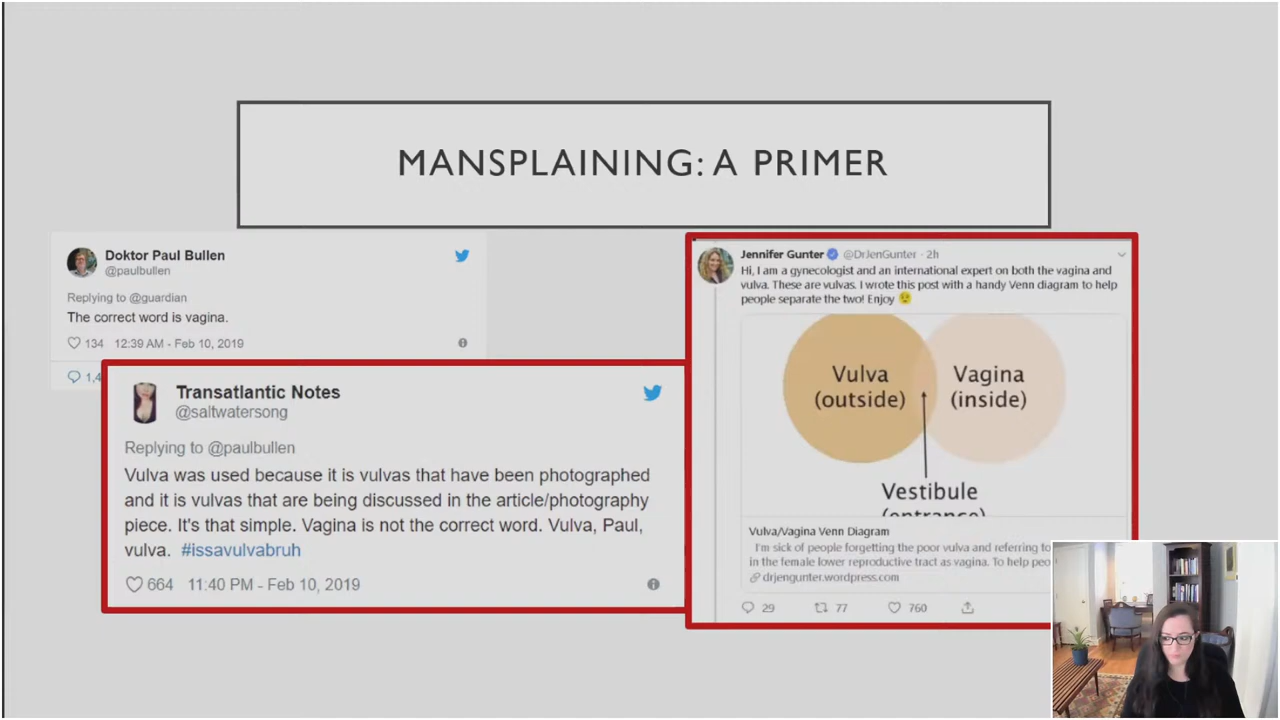 MANSPLAINING: A PRIMER
Doktor Paul Bullen
@paulbullen
Replying to @guardian
The correct word is vagina.
134 12:39 AM - Feb 10, 2019
1,4
Transatlantic Notes
@saltwatersong
Replying to @paulbullen
Vulva was used because it is vulvas that have been photographed
and it is vulvas that are being discussed in the article/photography
piece. It's that simple. Vagina is not the correct word. Vulva, Paul,
vulva. #issavulvabruh
664 11:40 PM - Feb 10, 2019
Jennifer Gunter @DrJenGunter · 2h
Hi, I am a gynecologist and an international expert on both the vagina and
vulva. These are vulvas. I wrote this post with a handy Venn diagram to help
people separate the two! Enjoy
Vulva
(outside)
Vagina
(inside)
Vestibule
(entrance)
Vulva/Vagina Venn Diagram
I'm sick of people forgetting the poor vulva and referring to
in the female lower reproductive tract as vagina. To help peo
drjengunter.wordpress.com
29 77 760